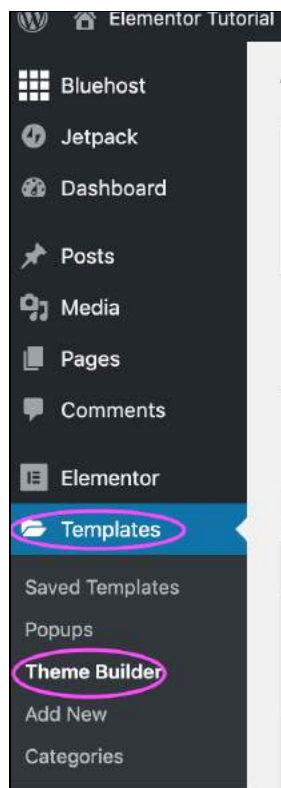 Elementor Tutorial
Bluehost
Jetpack
Dashboard
Posts
Media
Pages
Comments
Elementor
Templates
Saved Templates
Popups
Theme Builder
Add New
Categories